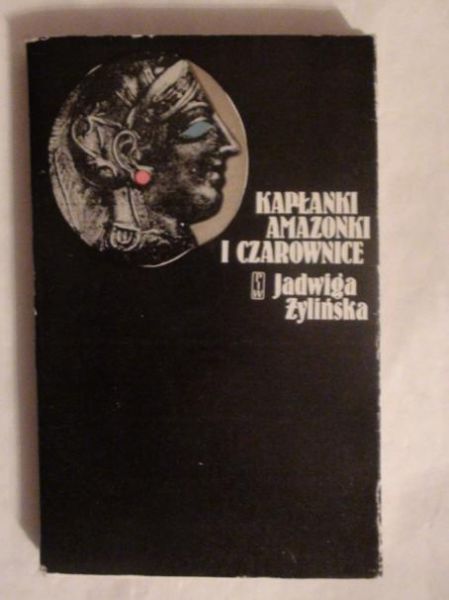 KAPŁANKI
AMAZONKI
I CZAROWNICE
Jadwiga
Żylińska